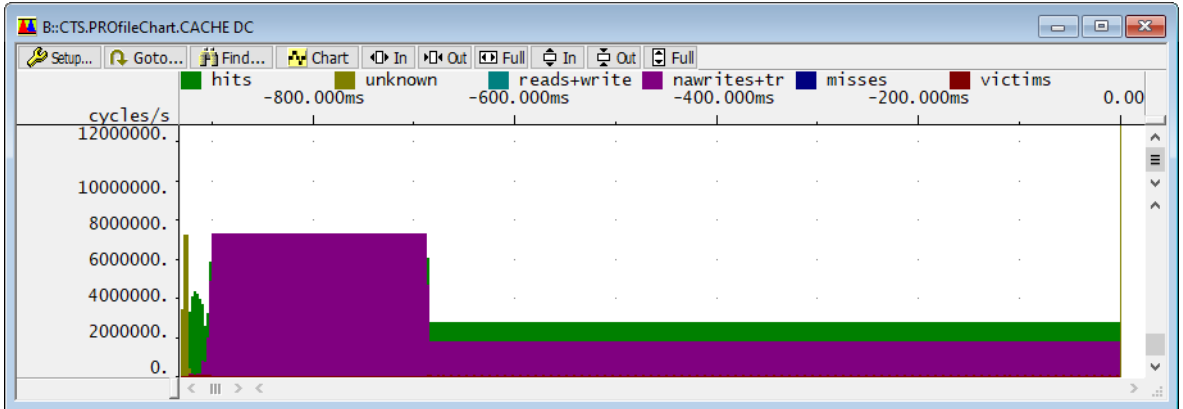 B::CTS.PROfileChart.CACHE DC
Setup... Goto... Find... Chart In Out Full In Out Full
hits unknown reads+write nawrites+tr misses victims
-800.000ms -600.000ms -400.000ms -200.000ms 0.00
cycles/s
12000000.
10000000.
8000000.
6000000.
4000000.
2000000.
0.